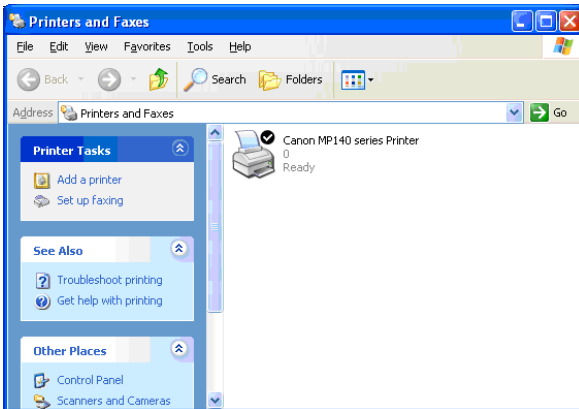 Printers and Faxes
File Edit View Favorites Tools Help
Back Search Folders
Address Printers and Faxes Go
Printer Tasks
Add a printer
Set up faxing
See Also
Troubleshoot printing
Get help with printing
Other Places
Control Panel
Scanners and Cameras
Canon MP140 series Printer
0
Ready